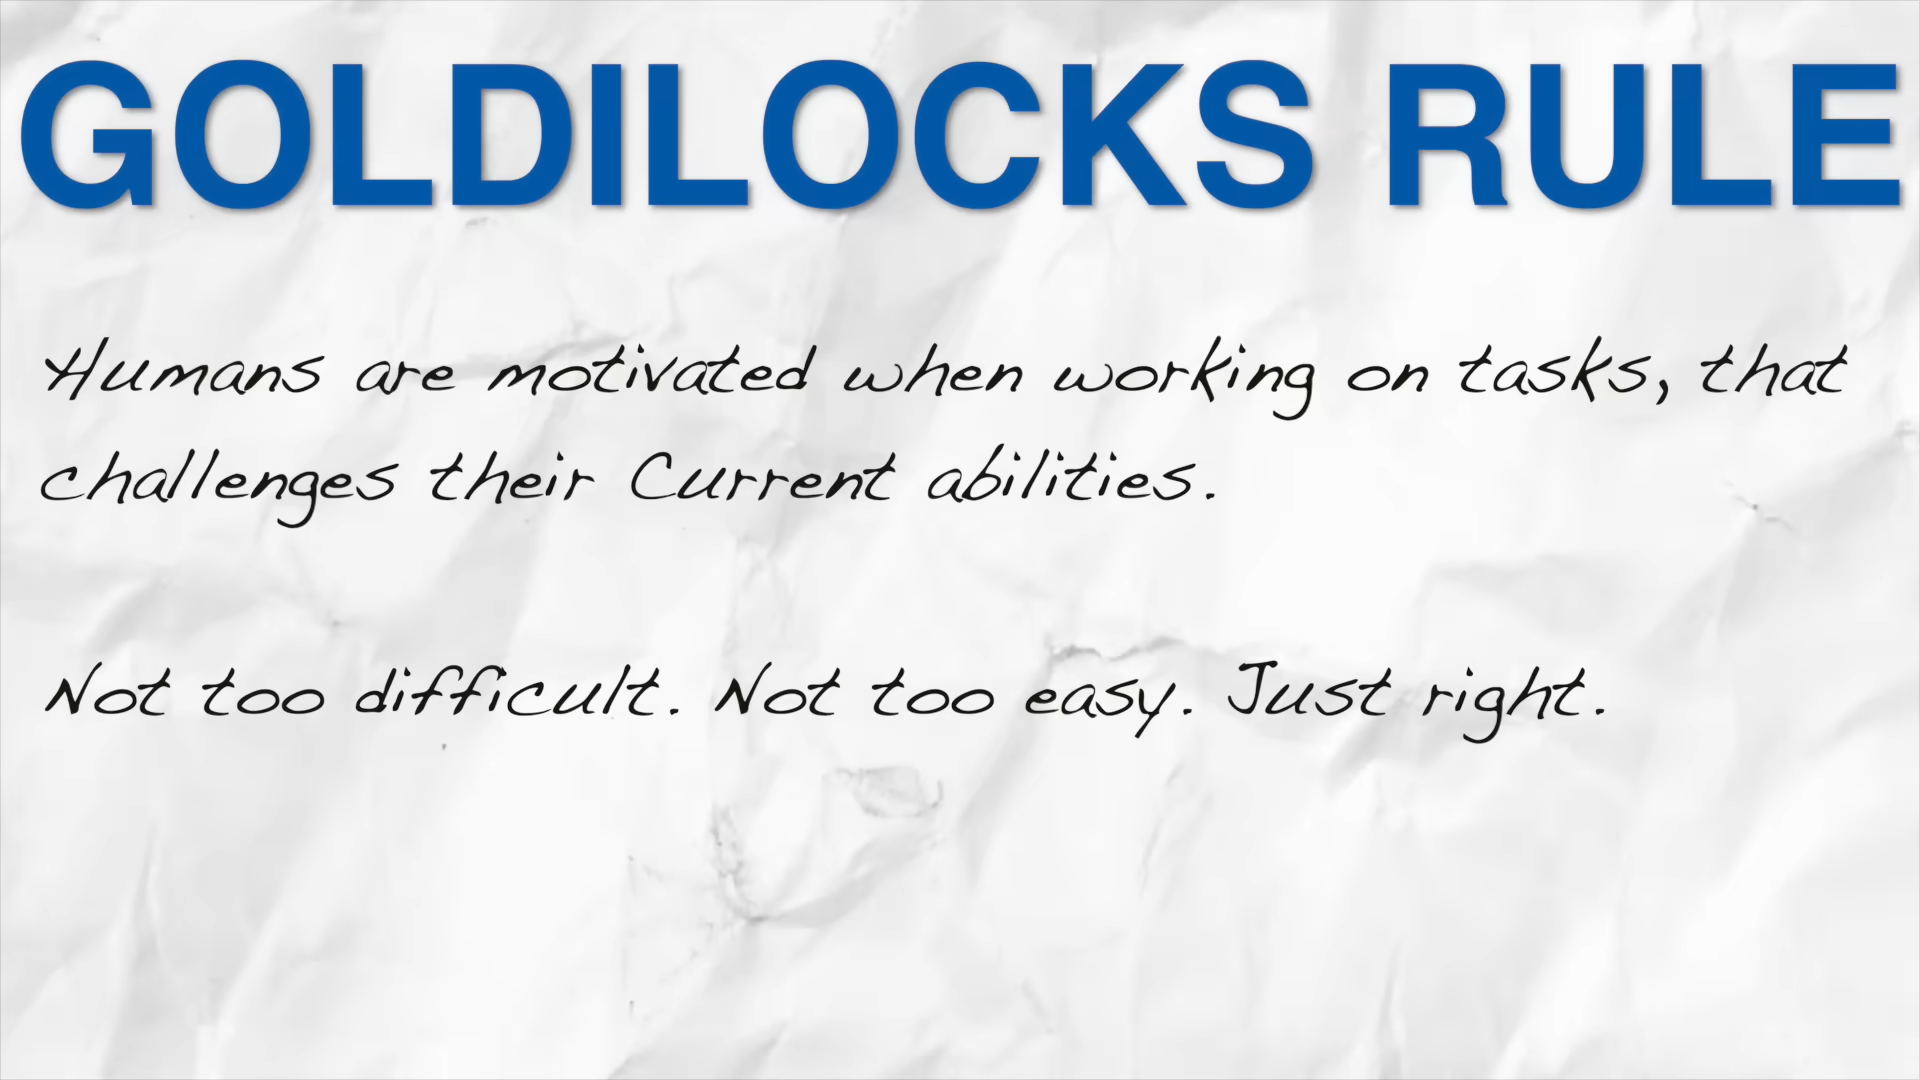 GOLDILOCKS RULE
Humans are motivated when working on tasks, that
challenges their Current abilities.
Not too difficult. Not too easy. Just right.